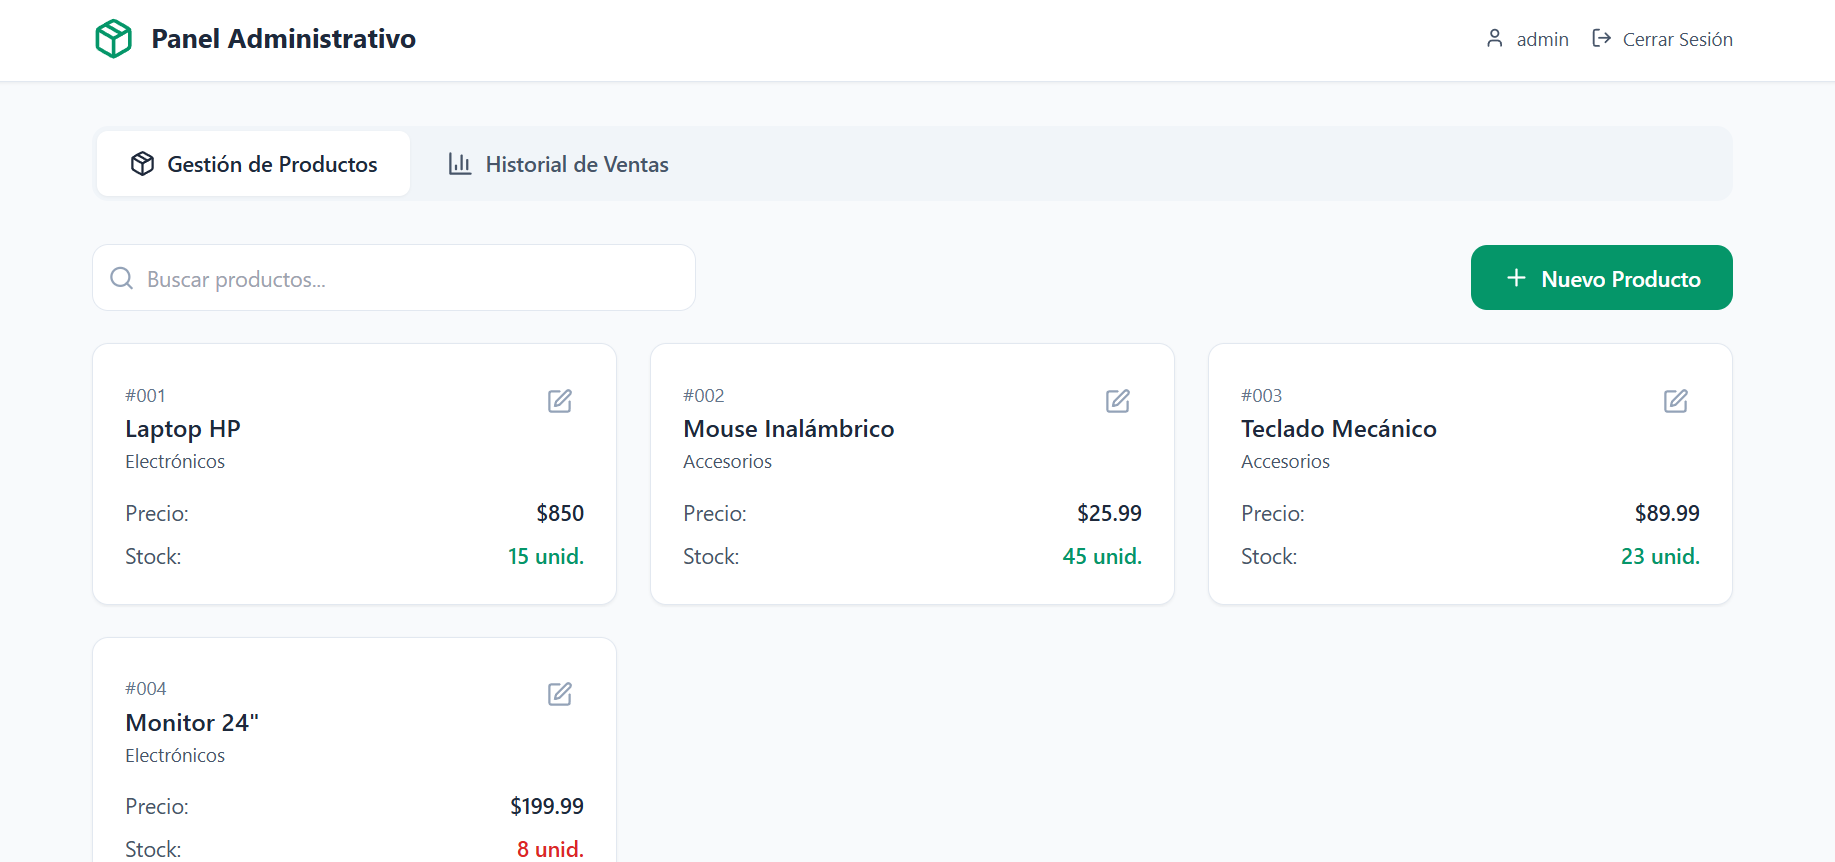 Panel Administrativo
admin Cerrar Sesión
Gestión de Productos Historial de Ventas
Buscar productos...
Nuevo Producto
#001
Laptop HP
Electrónicos
Precio: $850
Stock: 15 unid.
#002
Mouse Inalámbrico
Accesorios
Precio: $25.99
Stock: 45 unid.
#003
Teclado Mecánico
Accesorios
Precio: $89.99
Stock: 23 unid.
#004
Monitor 24"
Electrónicos
Precio: $199.99
Stock: 8 unid.